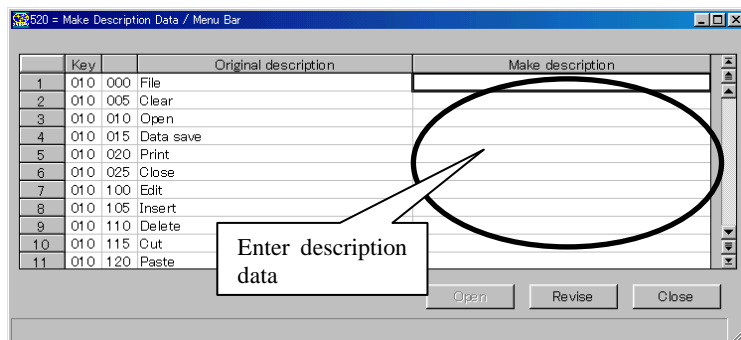 520 = Make Description Data / Menu Bar
Key Original description Make description
1 010 000 File
2 010 005 Clear
3 010 010 Open
4 010 015 Data save
5 010 020 Print
6 010 025 Close
7 010 100 Edit
8 010 105 Insert
9 010 110 Delete
10 010 115 Cut
11 010 120 Paste
Enter description
data
Open Revise Close